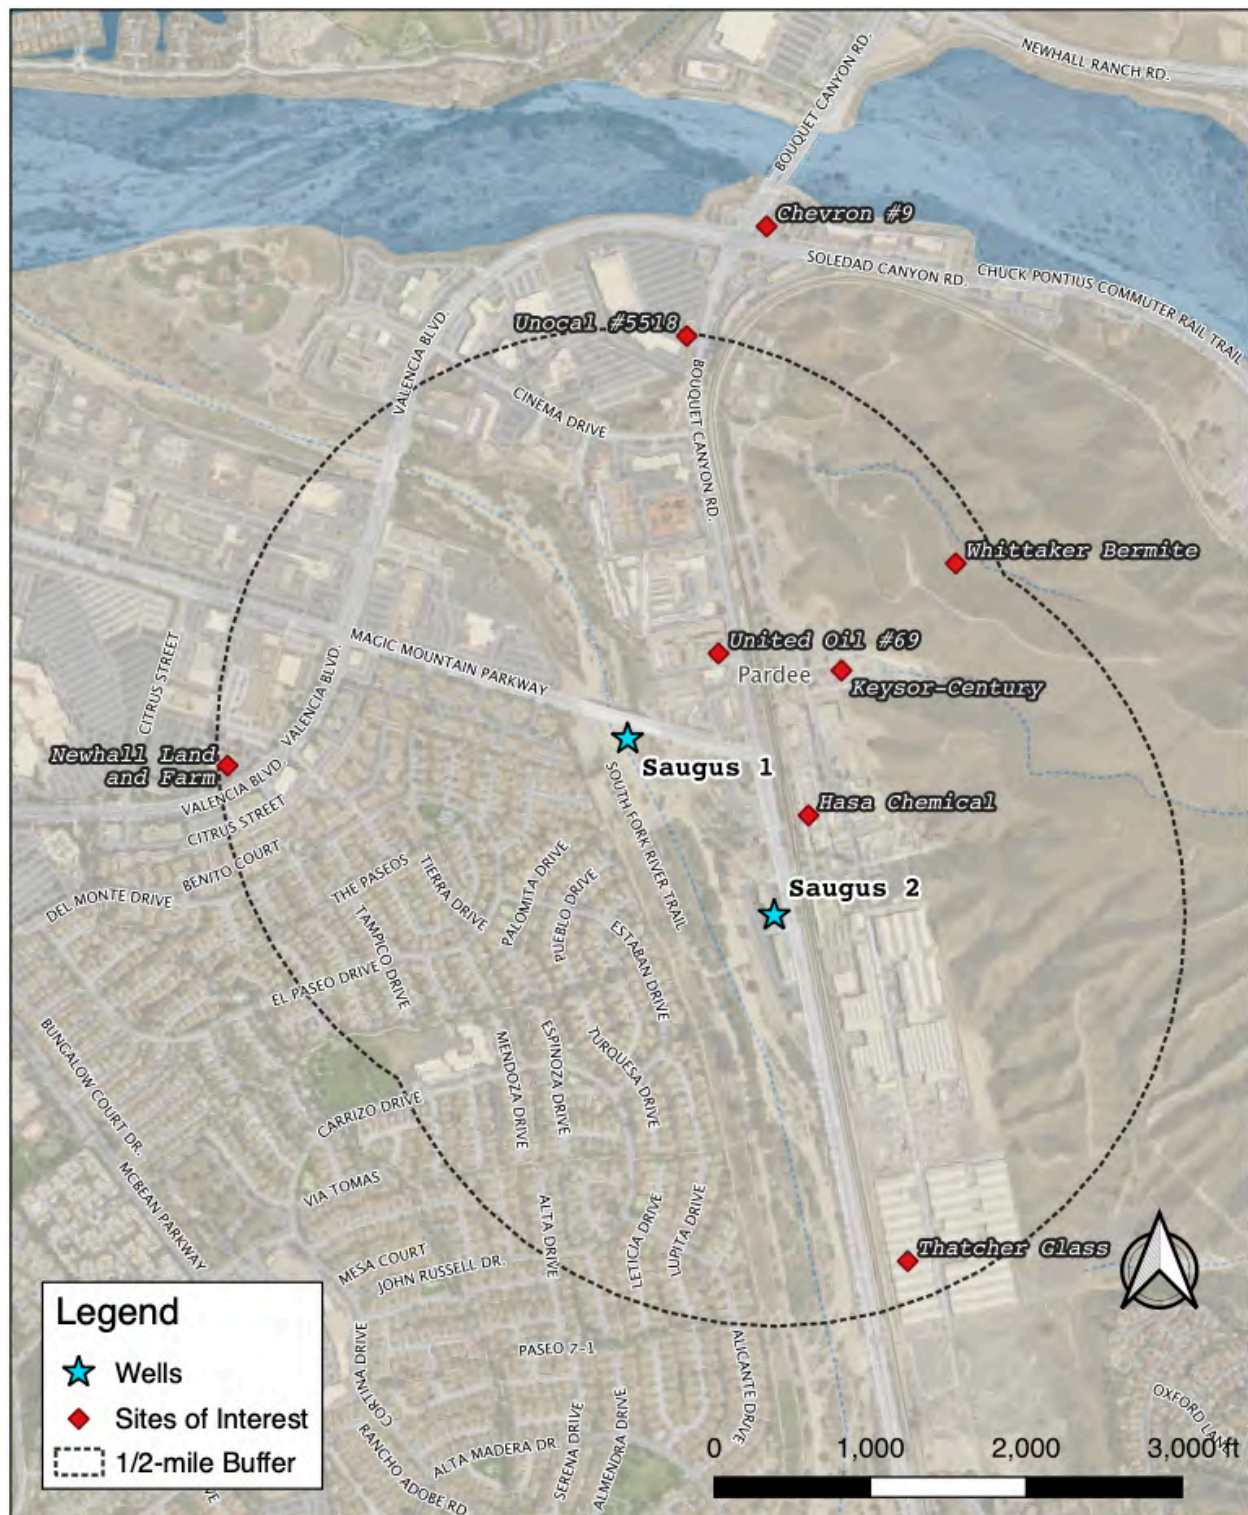 NEWHALL RANCH RD.
BOUQUET CANYON RD.
Chevron #9
SOLEDAD CANYON RD.
CHUCK PONTIUS COMMUTER RAIL TRAIL
Unocal #5518
VALENCIA BLVD.
BOUQUET CANYON RD.
CINEMA DRIVE
Whittaker Bermite
United Oil #69
Pardee
Keysor-Century
MAGIC MOUNTAIN PARKWAY
CITRUS STREET
VALENCIA BLVD.
Newhall Land
and Farm
Saugus 1
VALENCIA BLVD.
CITRUS STREET
SOUTH FORK RIVER TRAIL
Hasa Chemical
BENITO COURT
DEL MONTE DRIVE
THE PASEOS
TIERRA DRIVE
PALOMITA DRIVE
PUEBLO DRIVE
Saugus 2
TAMPICO DRIVE
ESTABAN DRIVE
EL PASEO DRIVE
BUNGALOW COURT DR.
MENDOZA DRIVE
ESPINOZA DRIVE
TURQUESA DRIVE
CARRIZO DRIVE
MCBEAN PARKWAY
VIA TOMAS
ALTA DRIVE
LETICIA DRIVE
LUPITA DRIVE
Thatcher Glass
MESA COURT
JOHN RUSSELL DR.
PASEO 7-1
ALICANTE DRIVE
CORTINA DRIVE
OXFORD LANE
RANCHO ADOBE RD.
ALTA MADERA DR.
SERENA DRIVE
ALMENDRA DRIVE
Legend
Wells
Sites of Interest
1/2-mile Buffer
0 1,000 2,000 3,000 ft